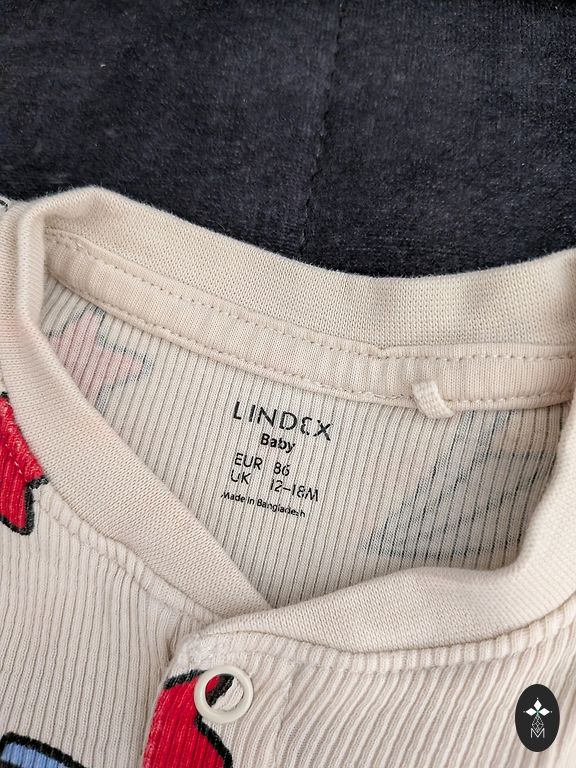 LINDEX
Baby
EUR 86
UK 12-18M
Made in Bangladesh